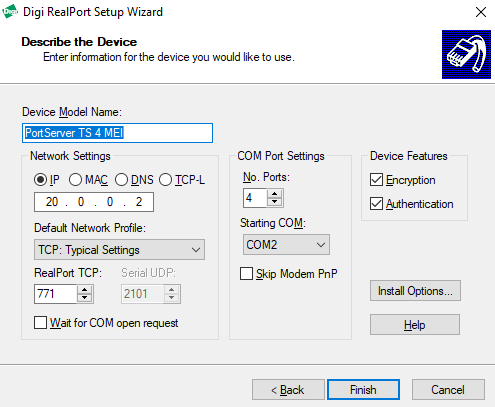 Digi
Digi RealPort Setup Wizard
Describe the Device
Enter information for the device you would like to use.
Device Model Name:
PortServer TS 4 MEI
Network Settings
IP MAC DNS TCP-L
20 . 0 . 0 . 2
Default Network Profile:
TCP: Typical Settings
RealPort TCP: Serial UDP:
771 2101
Wait for COM open request
COM Port Settings
No. Ports:
4
Starting COM:
COM2
Skip Modem PnP
Device Features
Encryption
Authentication
Install Options...
Help
< Back Finish Cancel